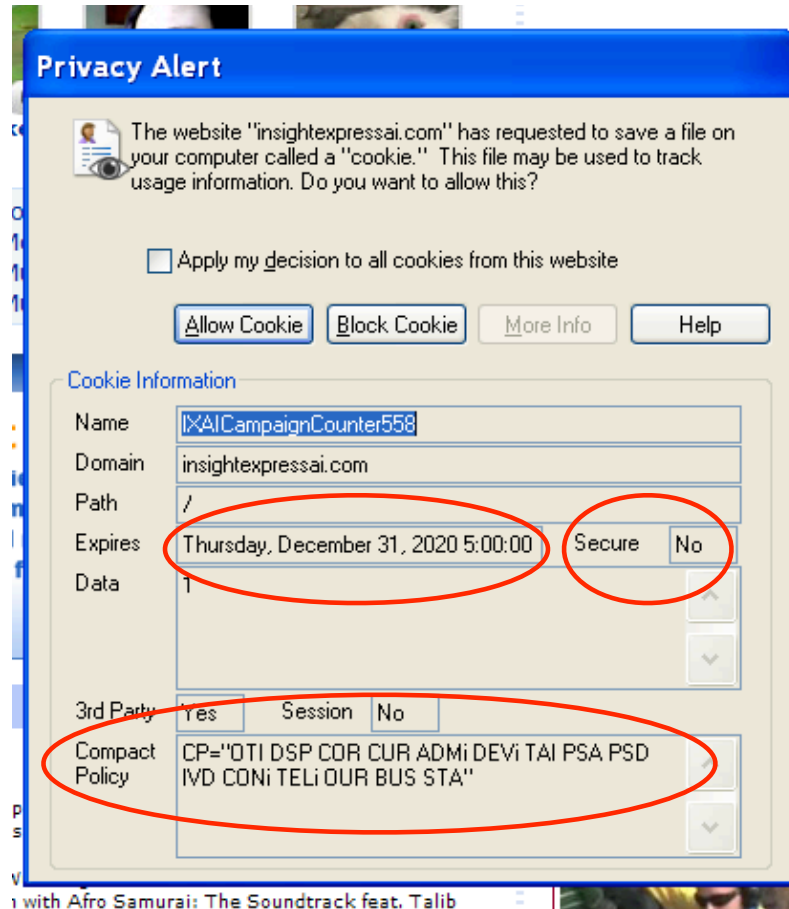 Privacy Alert
The website "insightexpressai.com" has requested to save a file on
your computer called a "cookie." This file may be used to track
usage information. Do you want to allow this?
Apply my decision to all cookies from this website
Allow Cookie Block Cookie More Info Help
Cookie Information
Name IXAICampaignCounter558
Domain insightexpressai.com
Path /
Expires Thursday, December 31, 2020 5:00:00 Secure No
Data 1
3rd Party Yes Session No
Compact Policy CP="OTI DSP COR CUR ADMi DEVi TAI PSA PSD
IVD CONi TELi OUR BUS STA"
with Afro Samurai: The Soundtrack feat. Talib